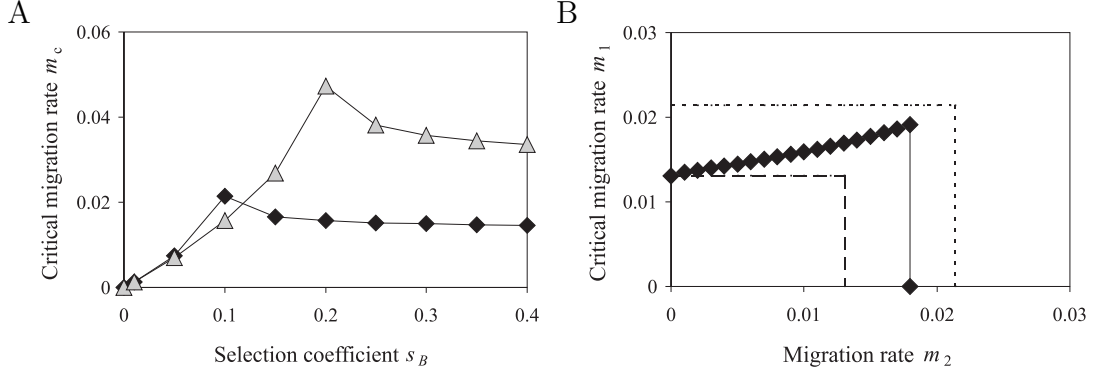 A
Critical migration rate m c
0.06
0.04
0.02
0
0 0.1 0.2 0.3 0.4
Selection coefficient s B
B
Critical migration rate m 1
0.03
0.02
0.01
0
0 0.01 0.02 0.03
Migration rate m 2